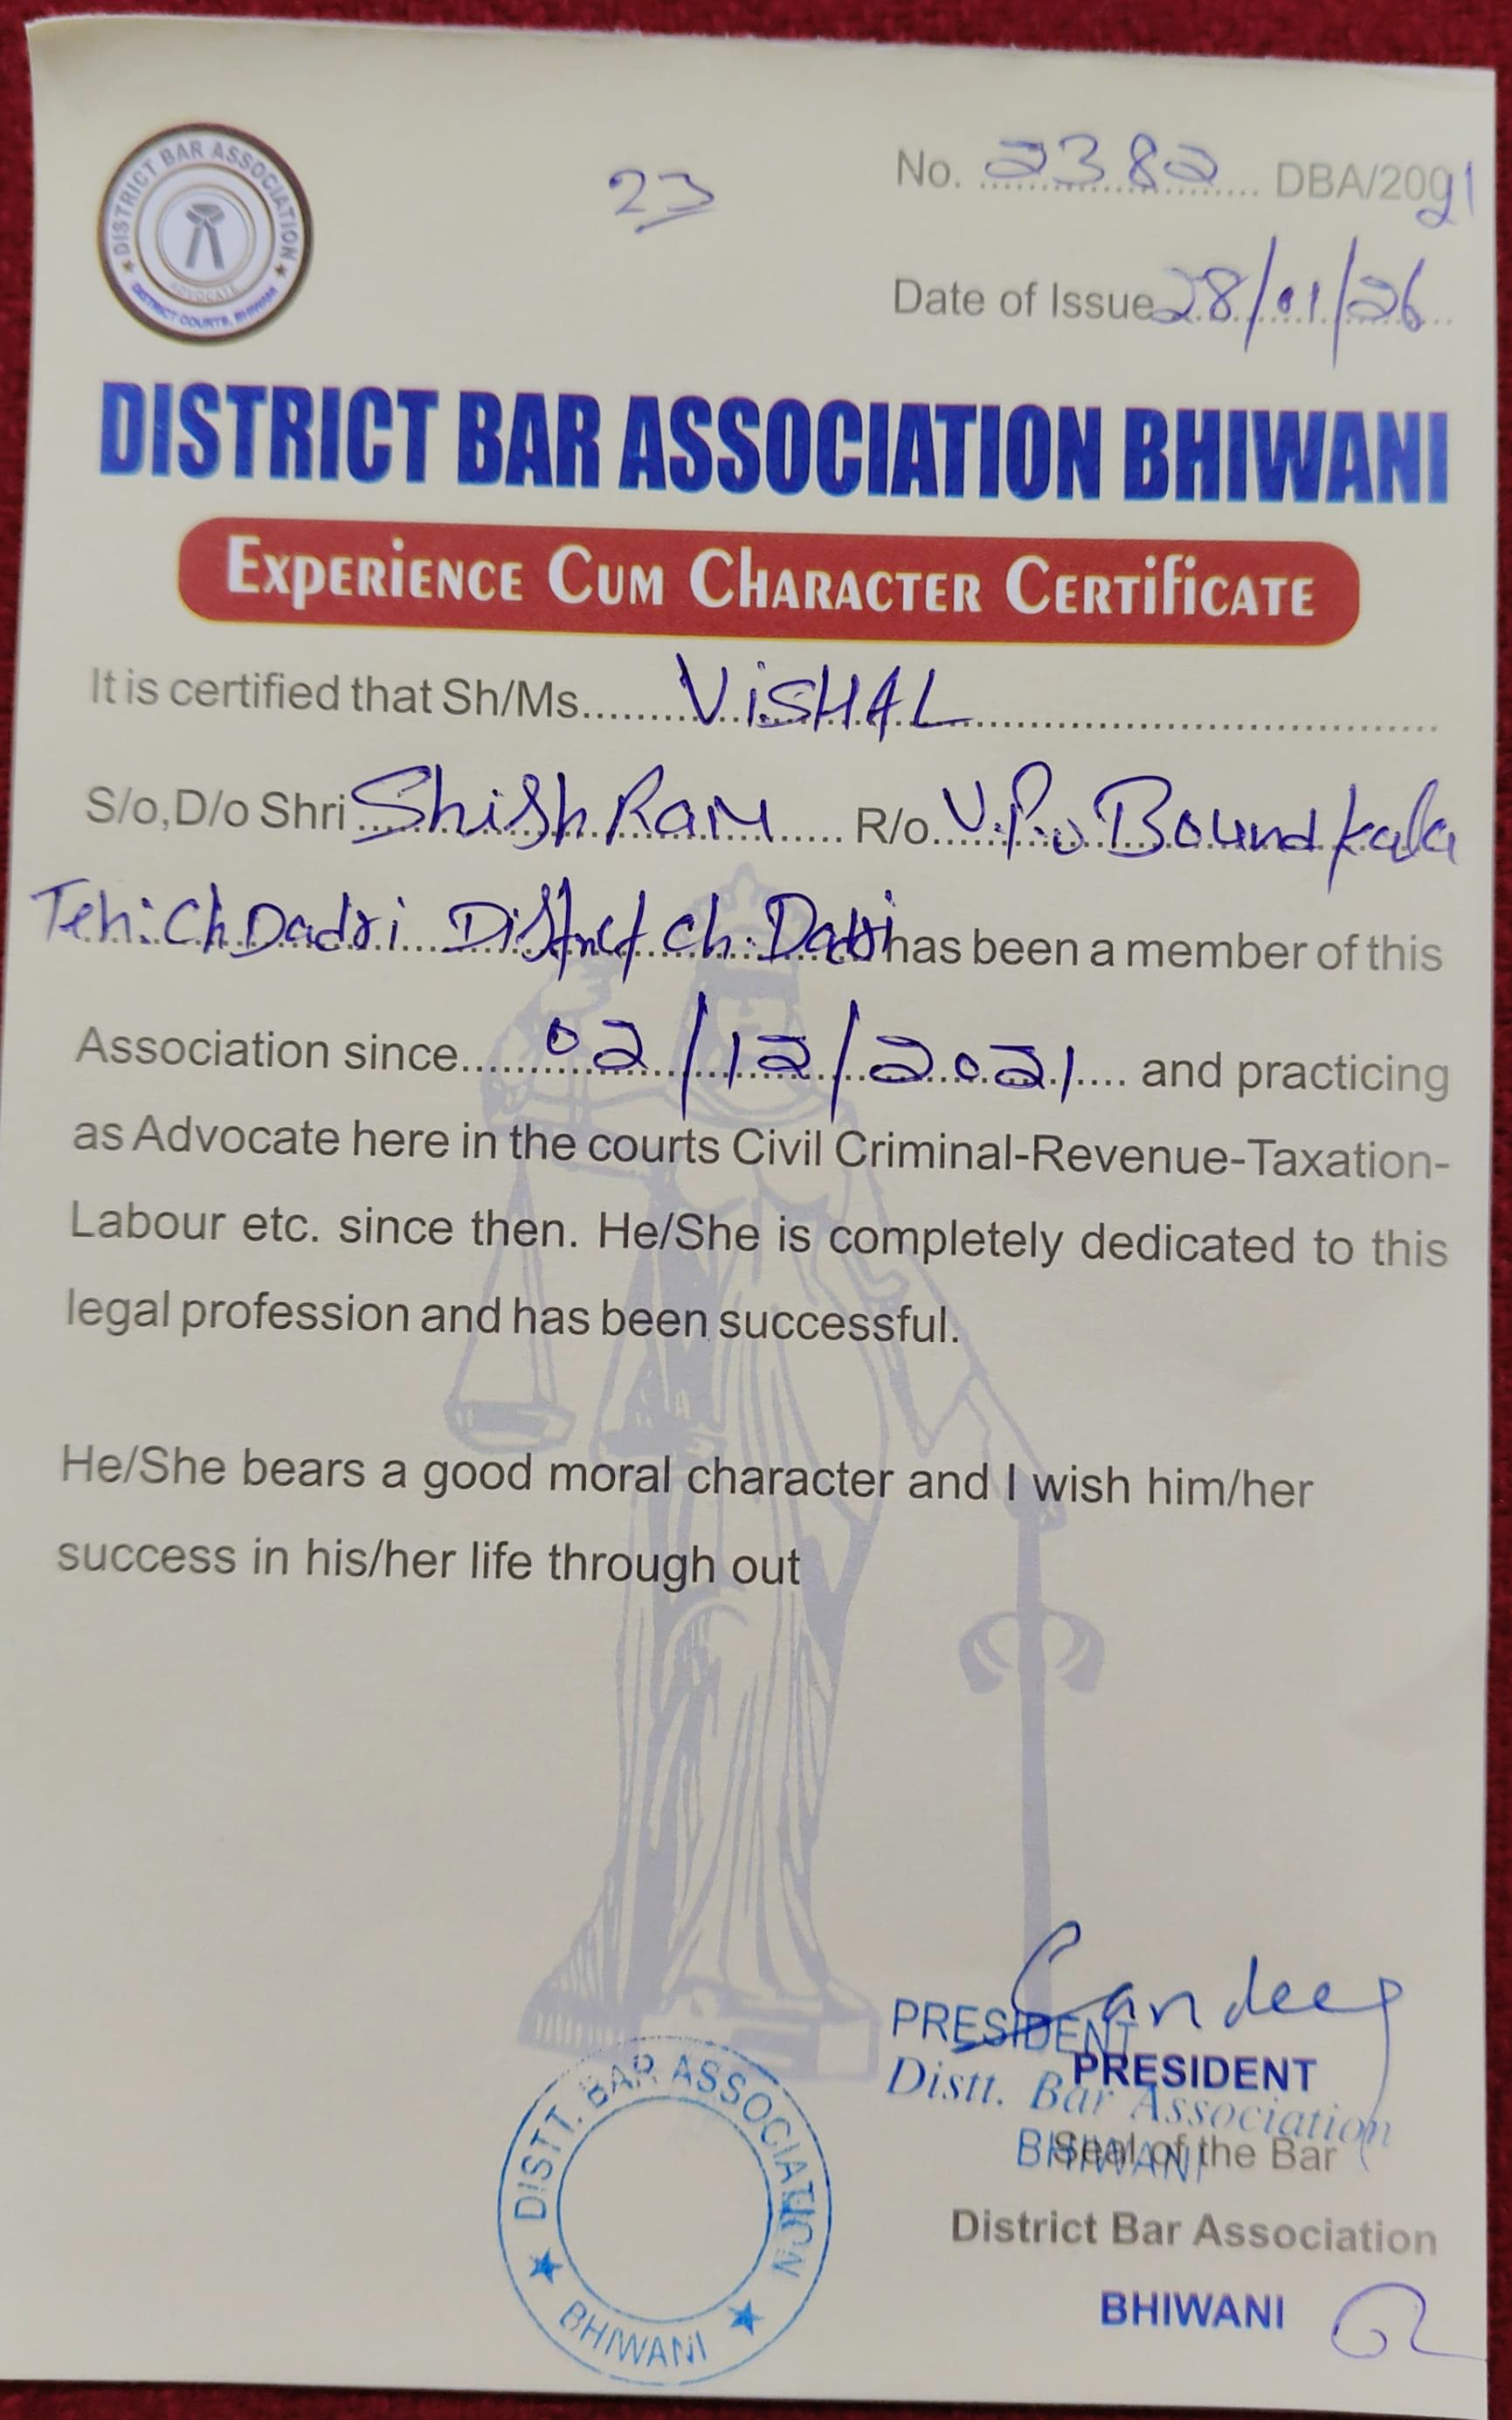 DISTRICT BAR ASSOCIATION
ADVOCATE
DISTRICT COURTS, BHIWANI
23
No. 2382 DBA/20021
Date of Issue 28/01/26
DISTRICT BAR ASSOCIATION BHIWANI
EXPERIENCE CUM CHARACTER CERTIFICATE
It is certified that Sh/Ms. VISHAL
S/o,D/o Shri Shish Ram R/o. V.P.o Boundkala
Teh: Ch Dadri District Ch. Dadri has been a member of this
Association since 02/12/2021 and practicing
as Advocate here in the courts Civil Criminal-Revenue-Taxation-
Labour etc. since then. He/She is completely dedicated to this
legal profession and has been successful.
He/She bears a good moral character and I wish him/her
success in his/her life through out
Sandeep
PRESIDENT
PRESIDENT
Distt. Bar Association
BHIWANI
Seal of the Bar
District Bar Association
BHIWANI
DISTT. BAR ASSOCIATION
BHIWANI